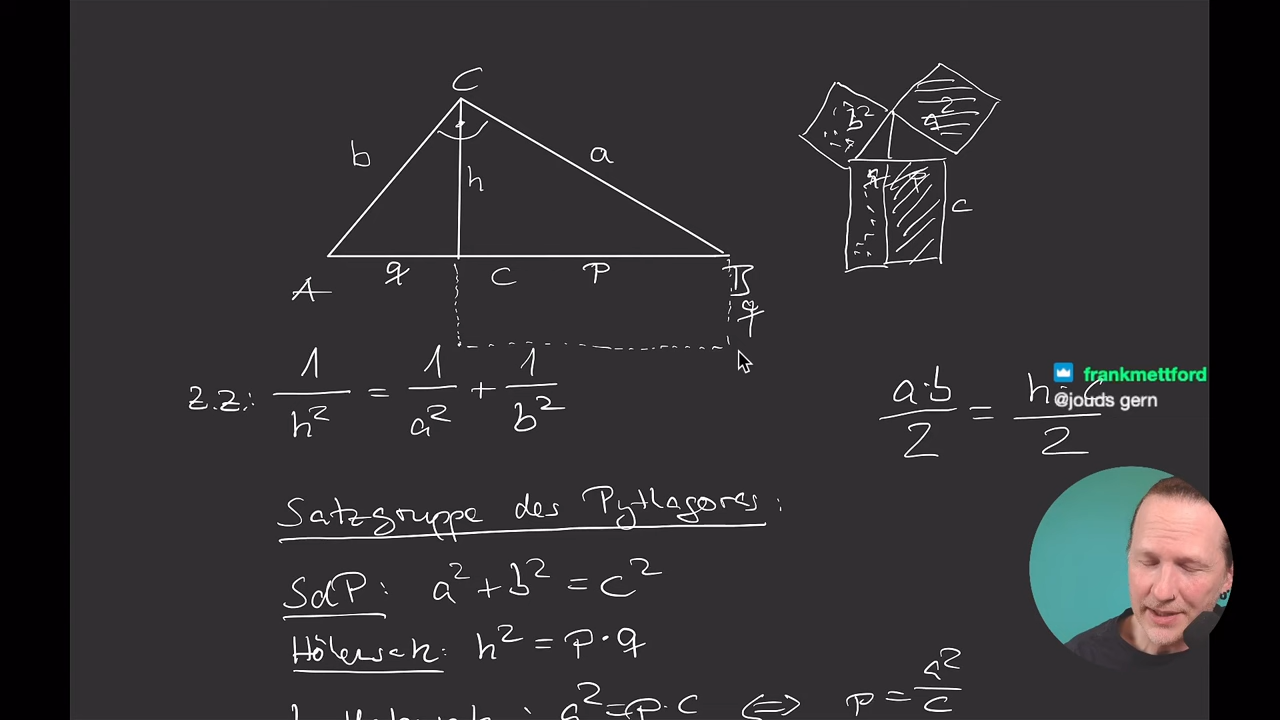 C
b² a²
b a
h
q p
c
A q c p B
q
z.z.: 1/h² = 1/a² + 1/b²
frankmettford
@jouds gern
a·b/2 = h·c/2
Satzgruppe des Pythagoras:
SdP: a² + b² = c²
Höhensatz: h² = p·q
a² = p·c ⇔ p = a²/c